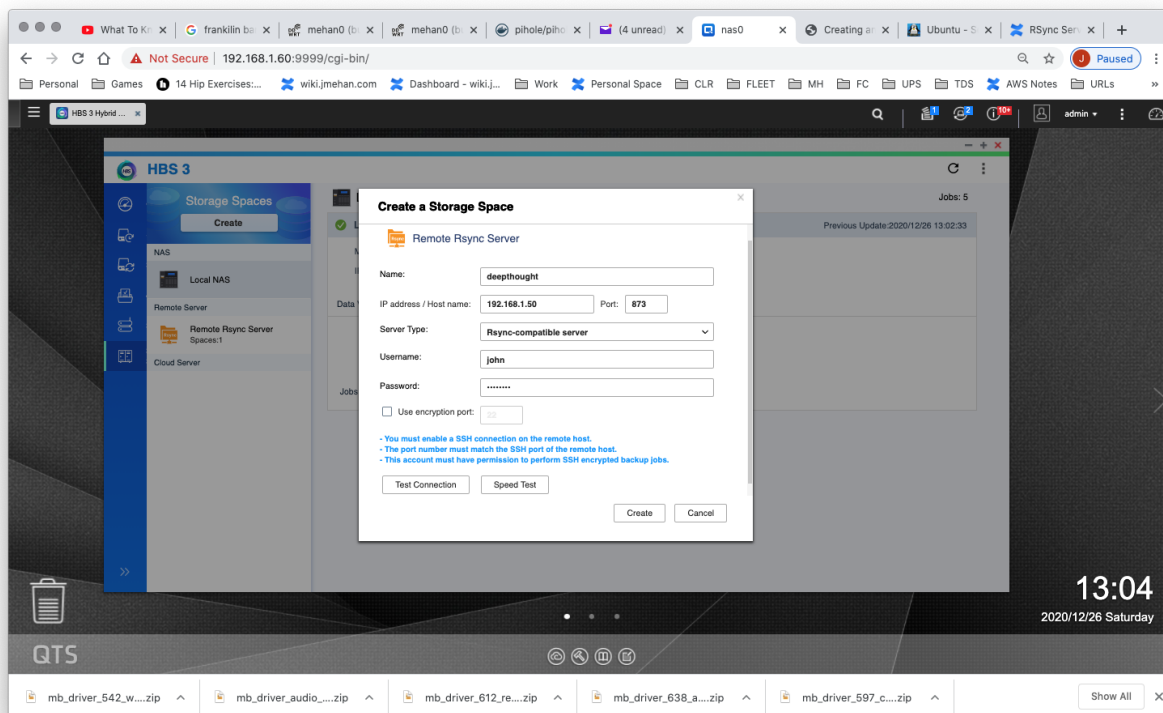 What To Kn
frankilin ba
mehan0 (b
mehan0 (b
pihole/piho
(4 unread)
nas0
Creating ar
Ubuntu - S
RSync Serv
Not Secure | 192.168.1.60:9999/cgi-bin/
J Paused
Personal
Games
14 Hip Exercises:...
wiki.jmehan.com
Dashboard - wiki.j...
Work
Personal Space
CLR
FLEET
MH
FC
UPS
TDS
AWS Notes
URLs
»
HBS 3 Hybrid ...
1
2
10+
admin
HBS 3
Storage Spaces
Create
NAS
Local NAS
Remote Server
Rsync
Remote Rsync Server
Spaces:1
Cloud Server
Jobs: 5
Previous Update:2020/12/26 13:02:33
Data
Jobs
Create a Storage Space
Rsync
Remote Rsync Server
Name:
deepthought
IP address / Host name:
192.168.1.50
Port:
873
Server Type:
Rsync-compatible server
Username:
john
Password:
••••••••
Use encryption port:
22
- You must enable a SSH connection on the remote host.
- The port number must match the SSH port of the remote host.
- This account must have permission to perform SSH encrypted backup jobs.
Test Connection
Speed Test
Create
Cancel
13:04
2020/12/26 Saturday
QTS
mb_driver_542_w....zip
mb_driver_audio_....zip
mb_driver_612_re....zip
mb_driver_638_a....zip
mb_driver_597_c....zip
Show All